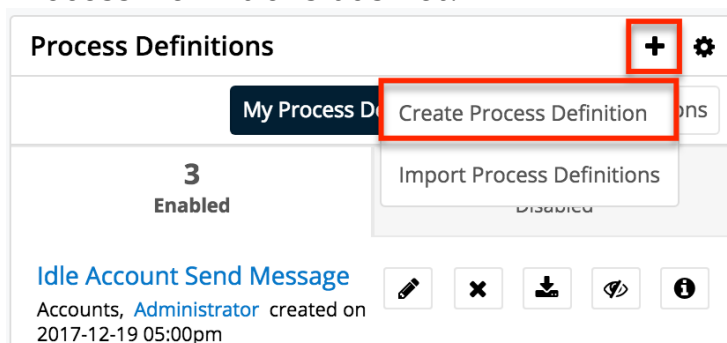 Process Definitions
My Process D
Create Process Definition
ons
Import Process Definitions
3
Enabled
Disabled
Idle Account Send Message
Accounts, Administrator created on
2017-12-19 05:00pm